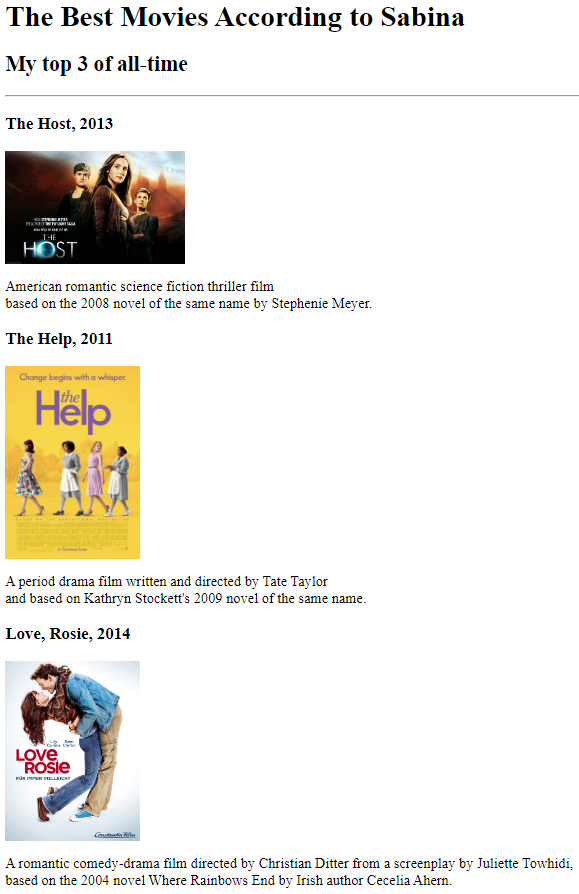 The Best Movies According to Sabina
My top 3 of all-time
The Host, 2013
THE
HOST
American romantic science fiction thriller film
based on the 2008 novel of the same name by Stephenie Meyer.
The Help, 2011
Change begins with a whisper.
the
Help
A period drama film written and directed by Tate Taylor
and based on Kathryn Stockett's 2009 novel of the same name.
Love, Rosie, 2014
Lily Sam
Collins Claflin
LOVE
ROSIE
FÜR IMMER VIELLEICHT
Constantin Film
A romantic comedy-drama film directed by Christian Ditter from a screenplay by Juliette Towhidi,
based on the 2004 novel Where Rainbows End by Irish author Cecelia Ahern.